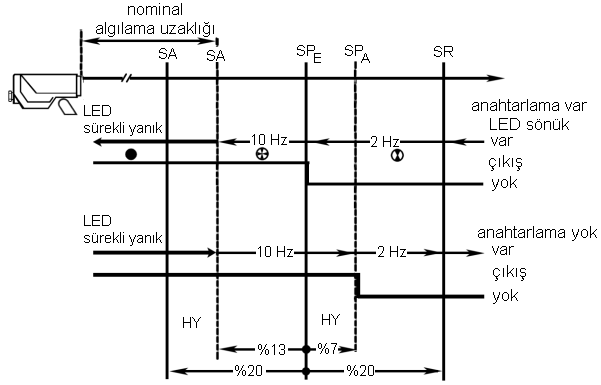 nominal
algılama uzaklığı
SA SA SPE SPA SR
LED
sürekli yanık
anahtarlama var
LED sönük
10 Hz 2 Hz var
çıkış
yok
LED
sürekli yanık
anahtarlama yok
10 Hz 2 Hz var
çıkış
yok
HY HY
%13 %7
%20 %20